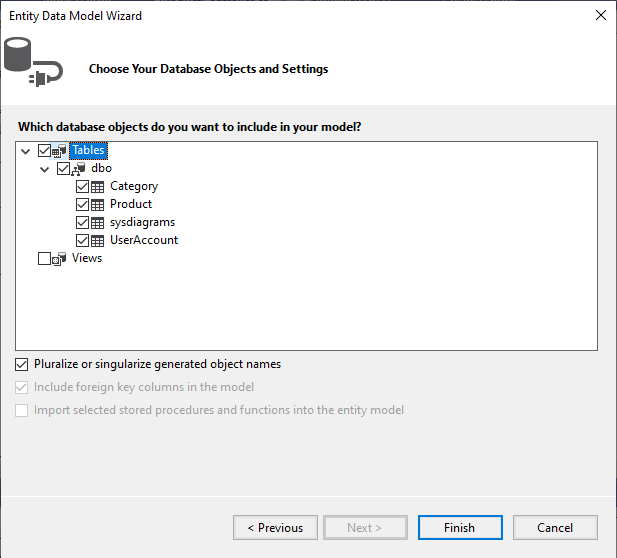 Entity Data Model Wizard
Choose Your Database Objects and Settings
Which database objects do you want to include in your model?
Tables
dbo
Category
Product
sysdiagrams
UserAccount
Views
Pluralize or singularize generated object names
Include foreign key columns in the model
Import selected stored procedures and functions into the entity model
< Previous
Next >
Finish
Cancel